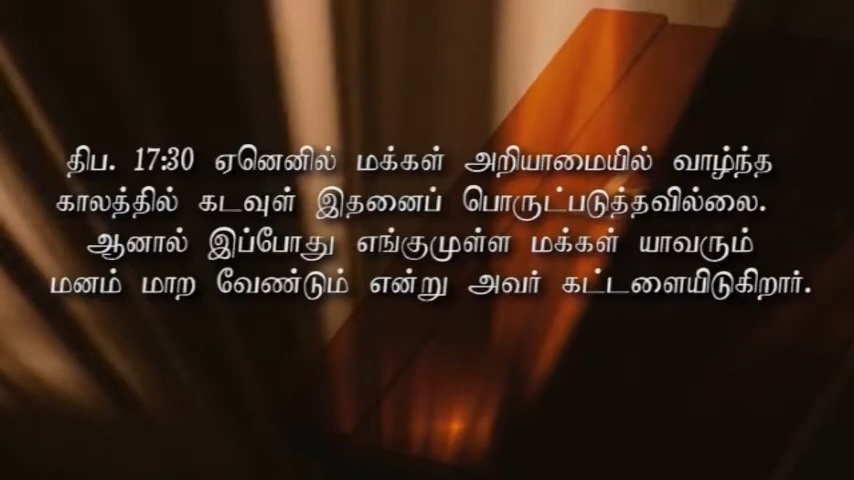 திப. 17:30 ஏனெனில் மக்கள் அறியாமையில் வாழ்ந்த
காலத்தில் கடவுள் இதனைப் பொருட்படுத்தவில்லை.
ஆனால் இப்போது எங்குமுள்ள மக்கள் யாவரும்
மனம் மாற வேண்டும் என்று அவர் கட்டளையிடுகிறார்.